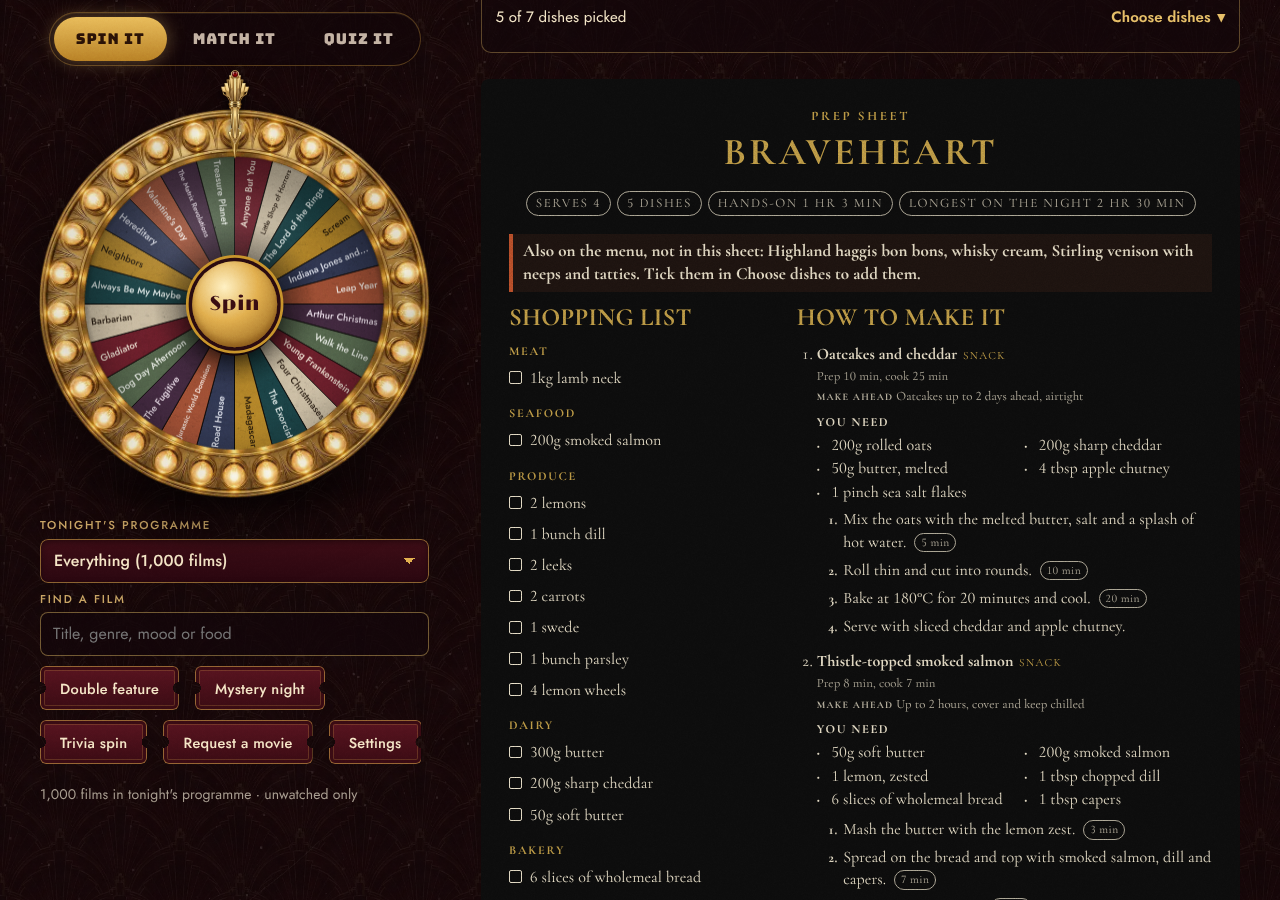 SPIN IT
MATCH IT
QUIZ IT
Treasure Planet
Anyone But You
Little Shop of Horrors
The Lord of the Rings
Scream
Indiana Jones and...
Leap Year
Arthur Christmas
Walk the Line
Young Frankenstein
Four Christmases
The Exorcist
Madagascar
Road House
Jurassic World Dominion
The Fugitive
Dog Day Afternoon
Gladiator
Barbarian
Always Be My Maybe
Neighbors
Hereditary
Valentine's Day
The Matrix Revolutions
Spin
TONIGHT'S PROGRAMME
Everything (1,000 films)
FIND A FILM
Title, genre, mood or food
Double feature
Mystery night
Trivia spin
Request a movie
Settings
1,000 films in tonight's programme · unwatched only
5 of 7 dishes picked
Choose dishes ▼
PREP SHEET
BRAVEHEART
SERVES 4
5 DISHES
HANDS-ON 1 HR 3 MIN
LONGEST ON THE NIGHT 2 HR 30 MIN
Also on the menu, not in this sheet: Highland haggis bon bons, whisky cream, Stirling venison with
neeps and tatties. Tick them in Choose dishes to add them.
SHOPPING LIST
MEAT
1kg lamb neck
SEAFOOD
200g smoked salmon
PRODUCE
2 lemons
1 bunch dill
2 leeks
2 carrots
1 swede
1 bunch parsley
4 lemon wheels
DAIRY
300g butter
200g sharp cheddar
50g soft butter
BAKERY
6 slices of wholemeal bread
HOW TO MAKE IT
1. Oatcakes and cheddar SNACK
Prep 10 min, cook 25 min
MAKE AHEAD Oatcakes up to 2 days ahead, airtight
YOU NEED
· 200g rolled oats
· 200g sharp cheddar
· 50g butter, melted
· 4 tbsp apple chutney
· 1 pinch sea salt flakes
1. Mix the oats with the melted butter, salt and a splash of
hot water. 5 min
2. Roll thin and cut into rounds. 10 min
3. Bake at 180°C for 20 minutes and cool. 20 min
4. Serve with sliced cheddar and apple chutney.
2. Thistle-topped smoked salmon SNACK
Prep 8 min, cook 7 min
MAKE AHEAD Up to 2 hours, cover and keep chilled
YOU NEED
· 50g soft butter
· 200g smoked salmon
· 1 lemon, zested
· 1 tbsp chopped dill
· 6 slices of wholemeal bread
· 1 tbsp capers
1. Mash the butter with the lemon zest. 3 min
2. Spread on the bread and top with smoked salmon, dill and
capers. 7 min